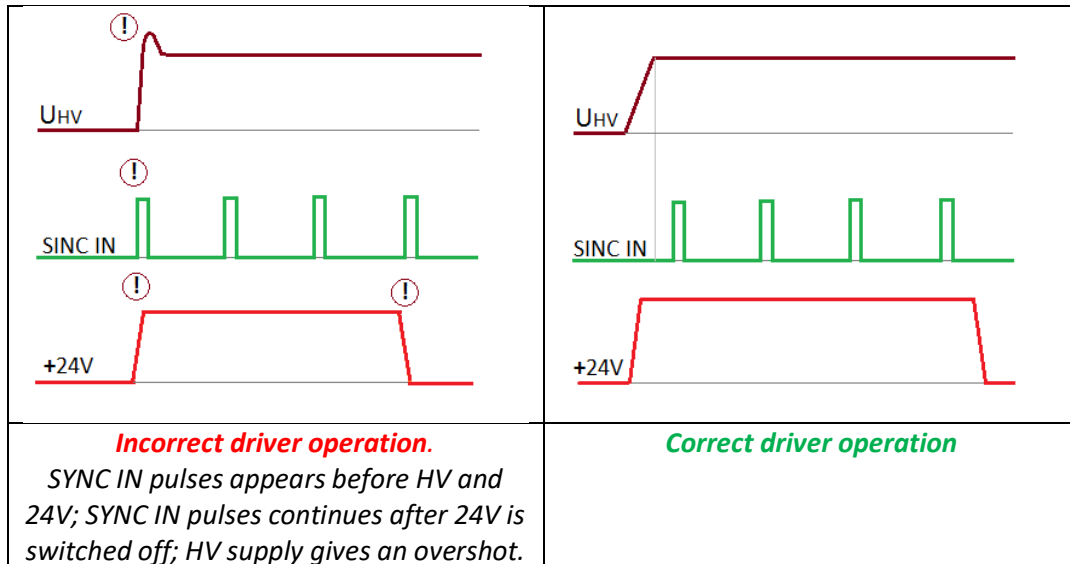 !
UHV
!
SINC IN
! !
+24V
UHV
SINC IN
+24V
Incorrect driver operation.
SYNC IN pulses appears before HV and
24V; SYNC IN pulses continues after 24V is
switched off; HV supply gives an overshot.
Correct driver operation